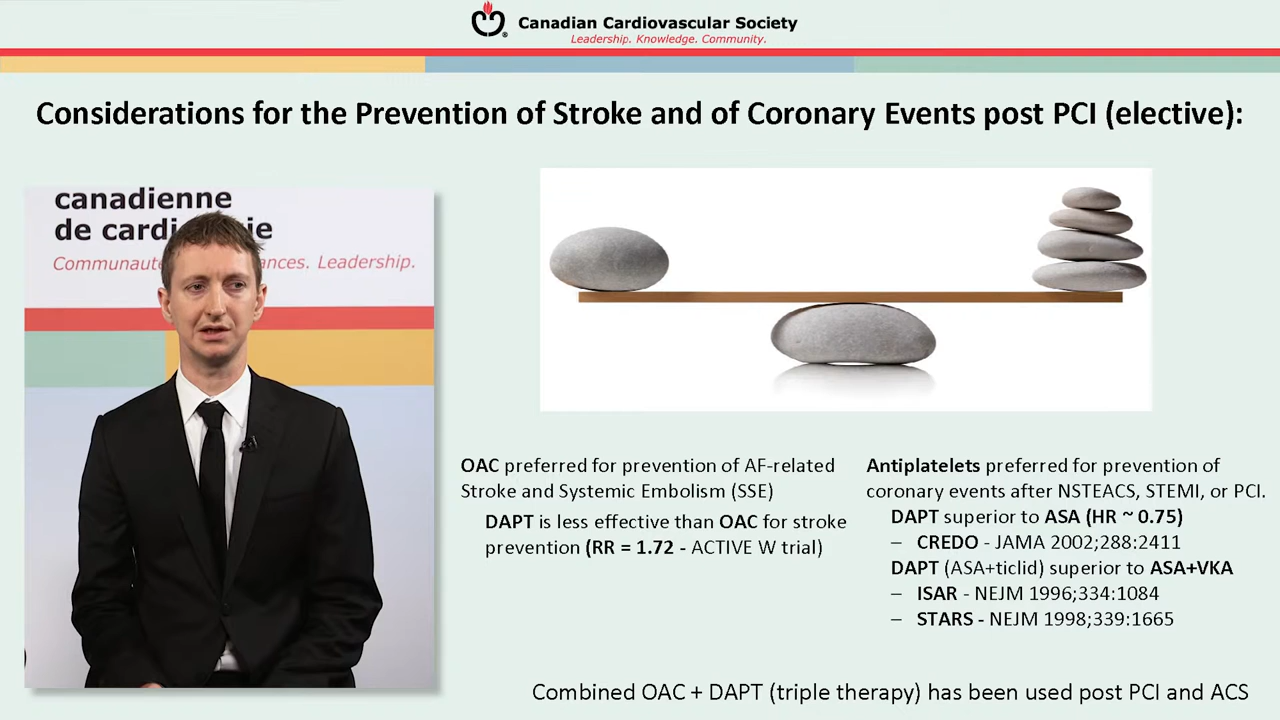 Canadian Cardiovascular Society
Leadership. Knowledge. Community.
Considerations for the Prevention of Stroke and of Coronary Events post PCI (elective):
canadienne
de cardi ie
Communaut ances. Leadership.
OAC preferred for prevention of AF-related
Stroke and Systemic Embolism (SSE)
DAPT is less effective than OAC for stroke
prevention (RR = 1.72 - ACTIVE W trial)
Antiplatelets preferred for prevention of
coronary events after NSTEACS, STEMI, or PCI.
DAPT superior to ASA (HR ~ 0.75)
– CREDO - JAMA 2002;288:2411
DAPT (ASA+ticlid) superior to ASA+VKA
– ISAR - NEJM 1996;334:1084
– STARS - NEJM 1998;339:1665
Combined OAC + DAPT (triple therapy) has been used post PCI and ACS